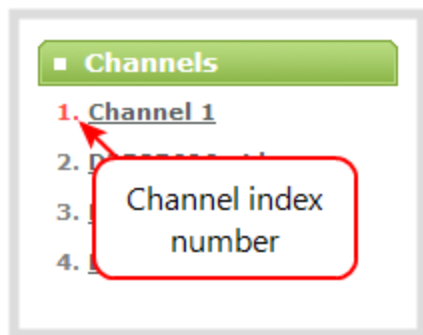 Channels
1. Channel 1
2.
3.
4.
Channel index
number